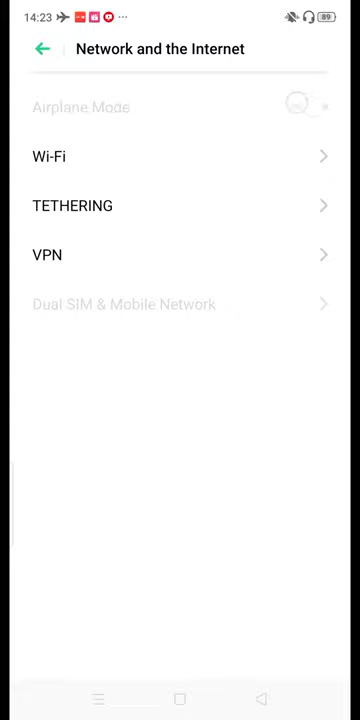 14:23 ... 89
Network and the Internet
Airplane Mode
Wi-Fi
TETHERING
VPN
Dual SIM & Mobile Network